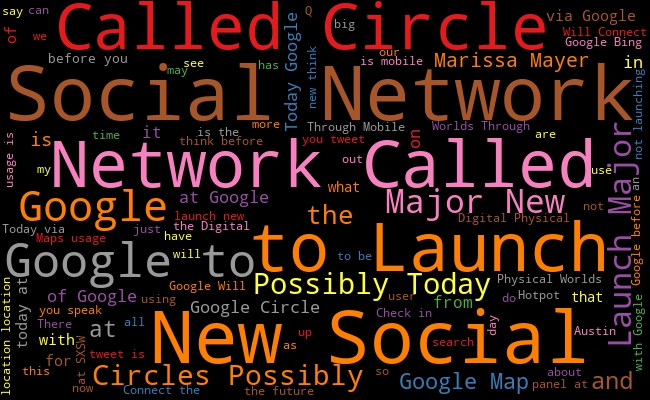 say can
of
we
Called Circle
Today Google
Q
big
via Google
Will Connect
Google Bing
our
is mobile
Marissa Mayer
in
before you
see
may
has
new think
not launching
Social Network
more
time
it
is the
think before
Through Mobile
you tweet
on
Worlds Through
are
usage is
is
my
Network Called
out
use
Launch Major
an
what
at Google
Google
launch new
just
the Digital
the
Major New
Digital Physical
not
Google before
Today via
Maps usage
have
will
to Launch
Google to
to be
Possibly Today
Physical Worlds
location location
today at
of Google
using
Google Will
Google Circle
user
from
do
Hotpot
that
with Google
you speak
There
all
at
with
New Social
Check in
day
Austin
up
as
search
tweet is
for
at SXSW
this
now
Circles Possibly
Connect the
the future
so
Google Map
about
panel at
and